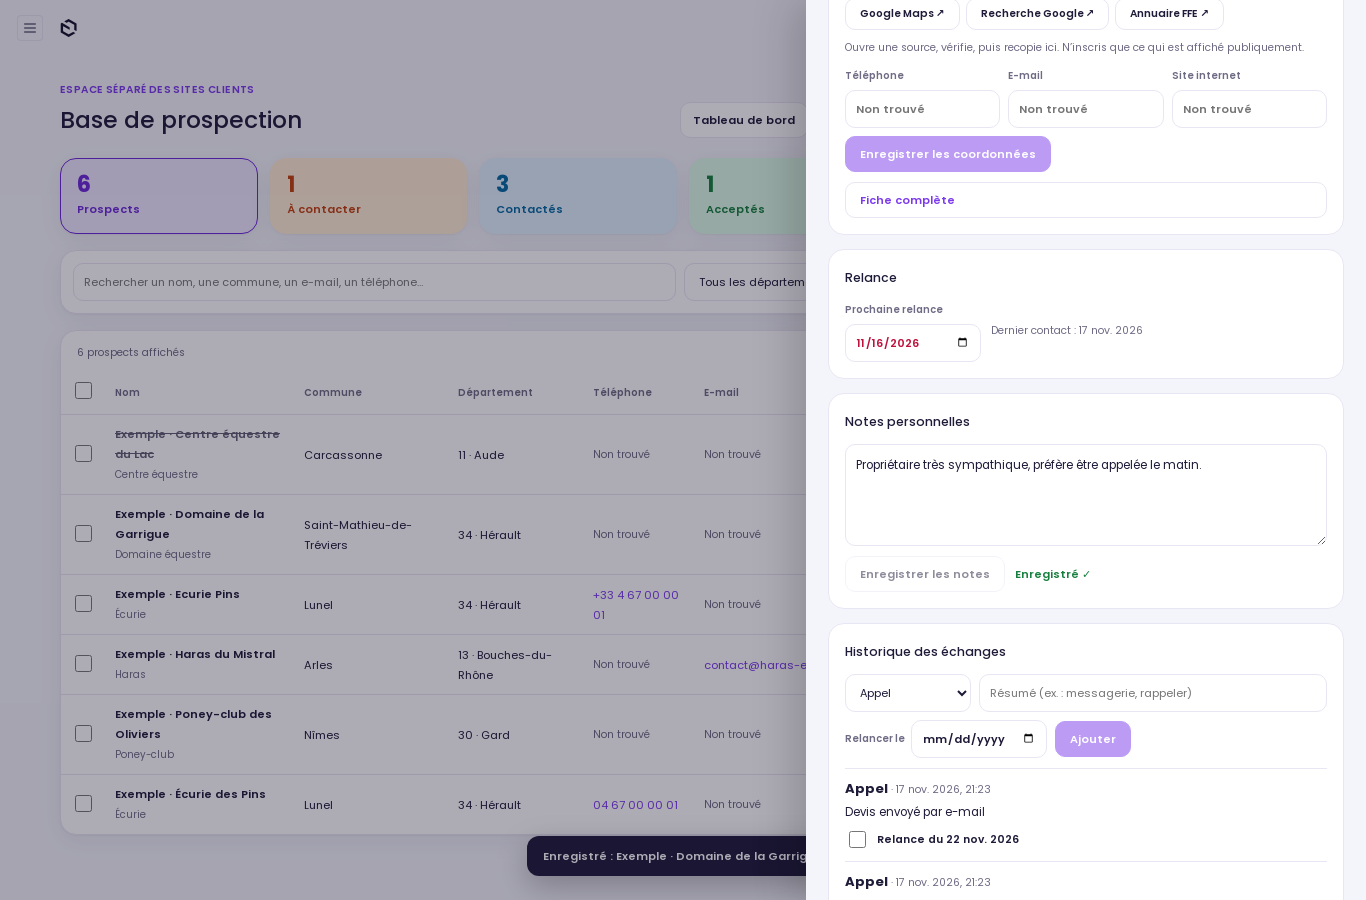 ESPACE SÉPARÉ DES SITES CLIENTS
Base de prospection
Tableau de bord
6
Prospects
1
À contacter
3
Contactés
1
Acceptés
Rechercher un nom, une commune, un e-mail, un téléphone…
Tous les départem
6 prospects affichés
Nom Commune Département Téléphone E-mail
Exemple · Centre équestre
du Lac
Centre équestre
Carcassonne
11 · Aude
Non trouvé
Non trouvé
Exemple · Domaine de la
Garrigue
Domaine équestre
Saint-Mathieu-de-
Tréviers
34 · Hérault
Non trouvé
Non trouvé
Exemple · Ecurie Pins
Écurie
Lunel
34 · Hérault
+33 4 67 00 00
01
Non trouvé
Exemple · Haras du Mistral
Haras
Arles
13 · Bouches-du-
Rhône
Non trouvé
contact@haras-e
Exemple · Poney-club des
Oliviers
Poney-club
Nîmes
30 · Gard
Non trouvé
Non trouvé
Exemple · Écurie des Pins
Écurie
Lunel
34 · Hérault
04 67 00 00 01
Non trouvé
Enregistré : Exemple · Domaine de la Garrig
Google Maps ↗ Recherche Google ↗ Annuaire FFE ↗
Ouvre une source, vérifie, puis recopie ici. N’inscris que ce qui est affiché publiquement.
Téléphone E-mail Site internet
Non trouvé Non trouvé Non trouvé
Enregistrer les coordonnées
Fiche complète
Relance
Prochaine relance
11/16/2026
Dernier contact : 17 nov. 2026
Notes personnelles
Propriétaire très sympathique, préfère être appelée le matin.
Enregistrer les notes Enregistré ✓
Historique des échanges
Appel Résumé (ex. : messagerie, rappeler)
Relancer le mm/dd/yyyy Ajouter
Appel · 17 nov. 2026, 21:23
Devis envoyé par e-mail
Relance du 22 nov. 2026
Appel · 17 nov. 2026, 21:23